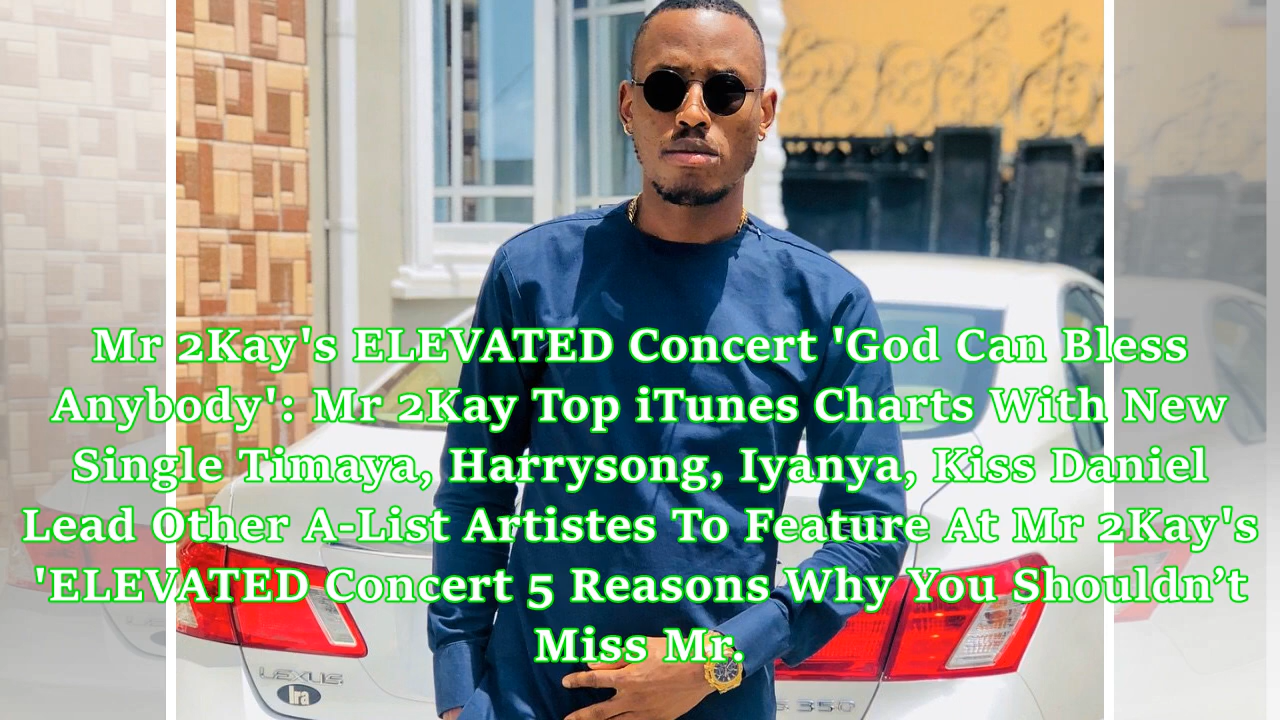 Mr 2Kay's ELEVATED Concert 'God Can Bless
Anybody': Mr 2Kay Top iTunes Charts With New
Single Timaya, Harrysong, Iyanya, Kiss Daniel
Lead Other A-List Artistes To Feature At Mr 2Kay's
'ELEVATED Concert 5 Reasons Why You Shouldn’t
Miss Mr.
LEXUS
Ira
350